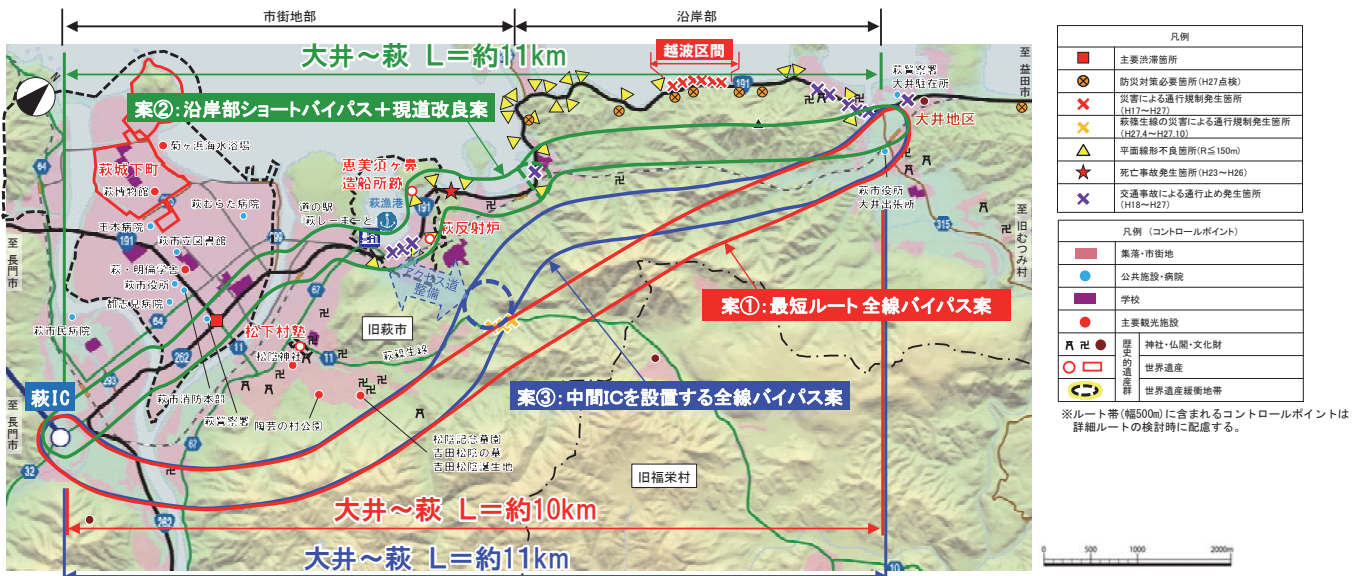 市街地部
沿岸部
大井～萩 L=約11km
越波区間
至 益田市
案②:沿岸部ショートバイパス+現道改良案
191
萩警察署
大井駐在所
大井地区
菊ヶ浜海水浴場
萩城下町
萩博物館
萩むらた病院
恵美須ヶ鼻
造船所跡
道の駅
萩しーまーと
萩漁港
191
萩反射炉
萩市役所
大井出張所
64
191
玉木病院
萩市立図書館
萩・明倫学舎
萩市役所
都志見病院
萩市民病院
64
262
293
11
67
至 長門市
アクセス道
整備
315
至 旧むつみ村
案①:最短ルート 全線バイパス案
松下村塾
松陰神社
旧萩市
11
萩篠生線
案③:中間ICを設置する全線バイパス案
萩IC
萩市消防本部
萩警察署
陶芸の村公園
松陰記念墓園
吉田松陰の墓
吉田松陰誕生地
至 長門市
32
67
262
旧福栄村
10
大井～萩 L=約10km
大井～萩 L=約11km
凡例
主要渋滞箇所
防災対策必要箇所(H27点検)
災害による通行規制発生箇所
(H17～H27)
萩篠生線の災害による通行規制発生箇所
(H27.4～H27.10)
平面線形不良箇所(R≦150m)
死亡事故発生箇所(H23～H26)
交通事故による通行止め発生箇所
(H18～H27)
凡例 (コントロールポイント)
集落・市街地
公共施設・病院
学校
主要観光施設
歴史的遺産群
神社・仏閣・文化財
世界遺産
世界遺産緩衝地帯
※ルート帯(幅500m)に含まれるコントロールポイントは
詳細ルートの検討時に配慮する。
0 500 1000 2000m